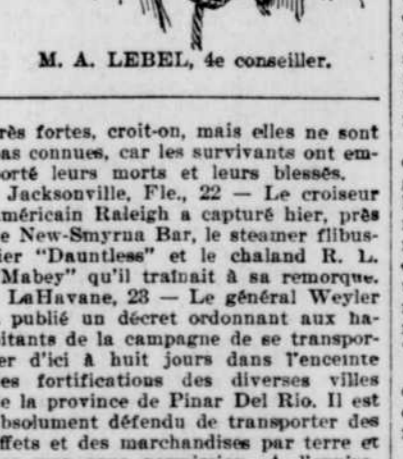 M. A. LEBEL, 4e conseiller.
rès fortes, croit-on, mais elles ne sont
as connues, car les survivants ont em-
orté leurs morts et leurs blessés.
Jacksonville, Fle., 22 — Le croiseur
méricain Raleigh a capturé hier, près
e New-Smyrna Bar, le steamer flibus-
ier "Dauntless" et le chaland R. L.
Mabey" qu'il traînait à sa remorque.
LaHavane, 23 — Le général Weyler
publié un décret ordonnant aux ha-
itants de la campagne de se transpor-
er d'ici à huit jours dans l'enceinte
es fortifications des diverses villes
e la province de Pinar Del Rio. Il est
bsolument défendu de transporter des
ffets et des marchandises par terre et